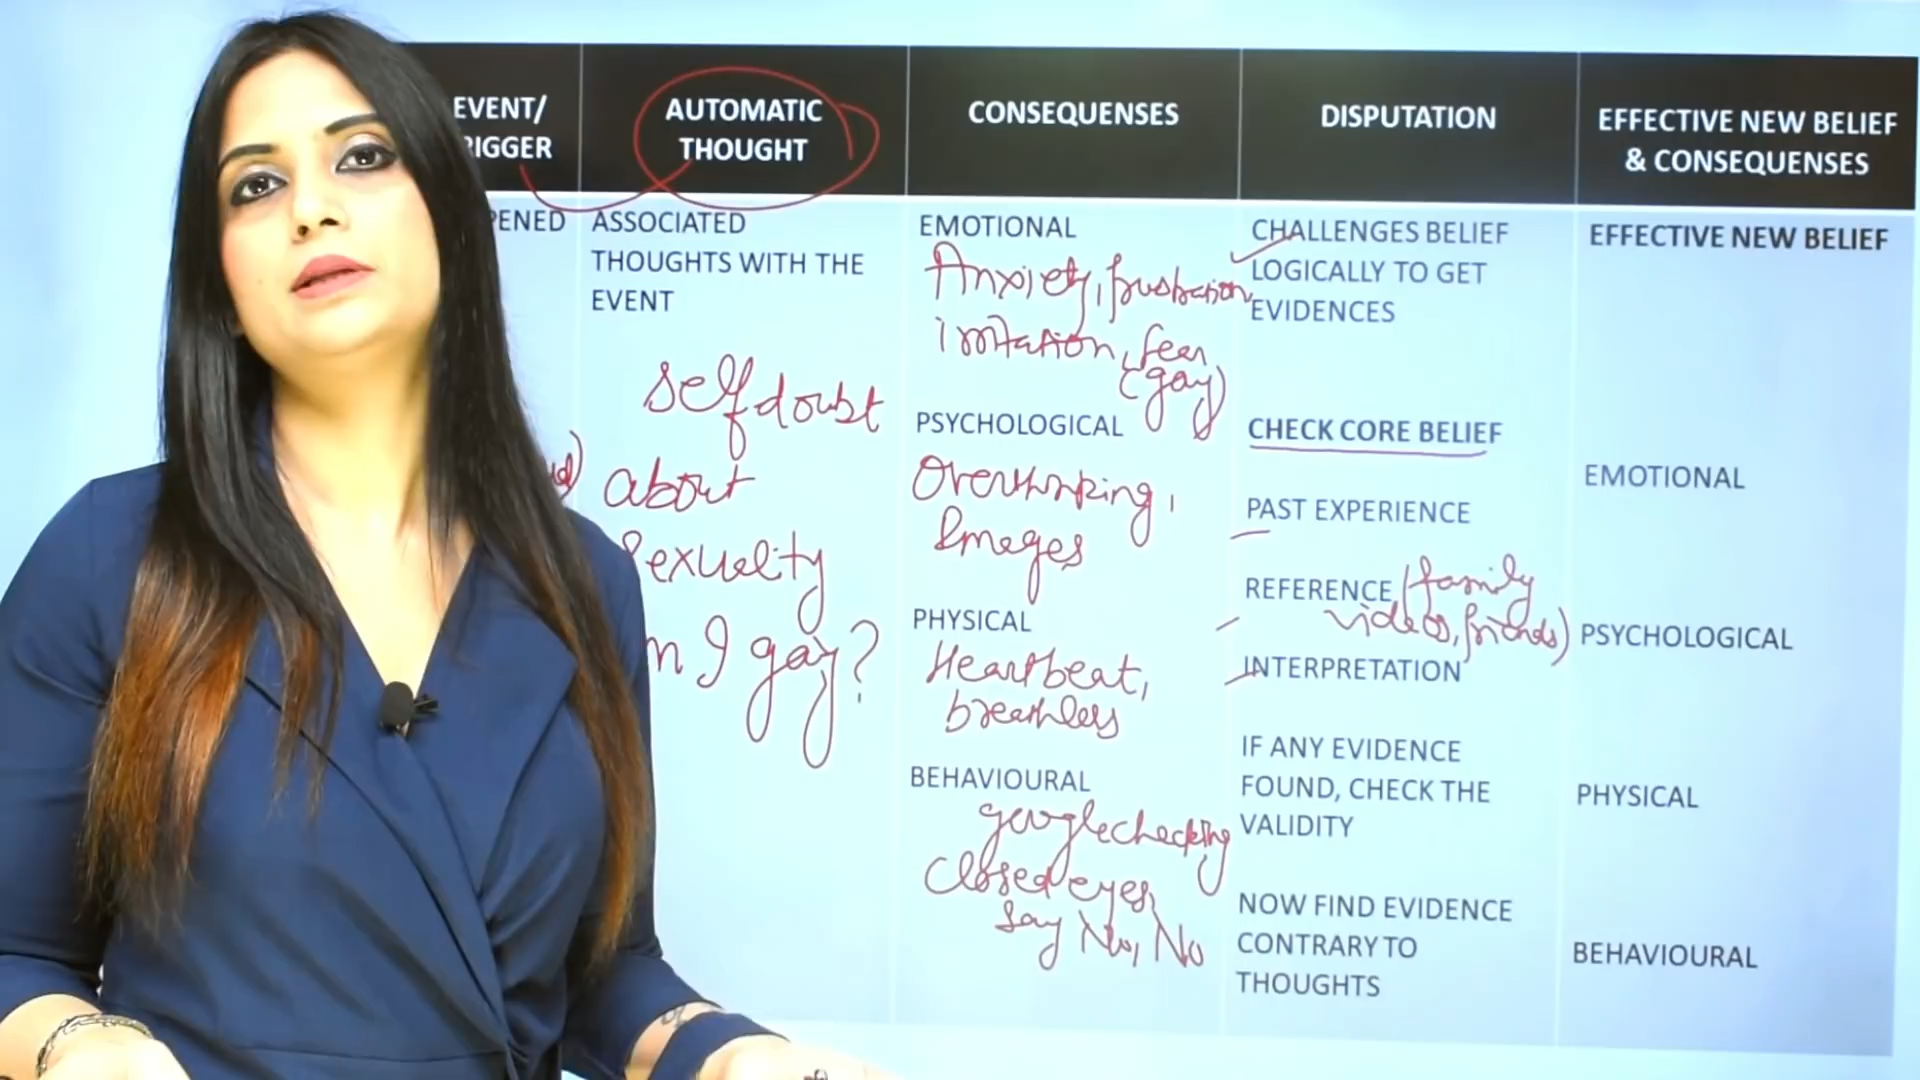 EVENT/
RIGGER
AUTOMATIC
THOUGHT
CONSEQUENSES
DISPUTATION
EFFECTIVE NEW BELIEF
& CONSEQUENSES
PENED
ASSOCIATED
THOUGHTS WITH THE
EVENT
self doubt
about
sexuelity
m I gay?
EMOTIONAL
Anxiety, frustration
irritation, fear
(gay)
PSYCHOLOGICAL
Overthinking,
Images
PHYSICAL
Heartbeat,
breathless
BEHAVIOURAL
google checking
Closed eyes,
say No, No
CHALLENGES BELIEF
LOGICALLY TO GET
EVIDENCES
CHECK CORE BELIEF
PAST EXPERIENCE
REFERENCE (family
videos, friends)
INTERPRETATION
IF ANY EVIDENCE
FOUND, CHECK THE
VALIDITY
NOW FIND EVIDENCE
CONTRARY TO
THOUGHTS
EFFECTIVE NEW BELIEF
EMOTIONAL
PSYCHOLOGICAL
PHYSICAL
BEHAVIOURAL